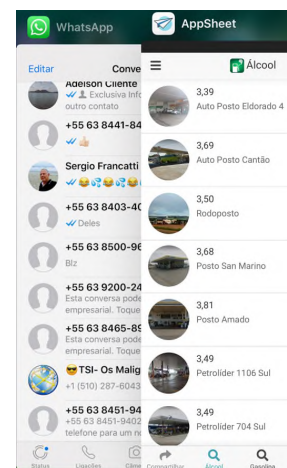 WhatsApp
Editar
Conve
Adelson Cliente
Exclusiva Info
outro contato
+55 63 8441-84
Sergio Francatti
+55 63 8403-40
Deles
+55 63 8500-96
Blz
+55 63 9200-24
Esta conversa pode
empresarial. Toque
+55 63 8465-89
Esta conversa pode
empresarial. Toque
TSI- Os Malig
+1 (510) 287-6043
+55 63 8451-94
+55 63 8451-9402
telefone para um n
Status
Ligações
Câme
AppSheet
Álcool
3,39
Auto Posto Eldorado 4
3,69
Auto Posto Cantão
3,50
Rodoposto
3,68
Posto San Marino
3,81
Posto Amado
3,49
Petrolíder 1106 Sul
3,49
Petrolíder 704 Sul
Compartilhar
Álcool
Gasolina